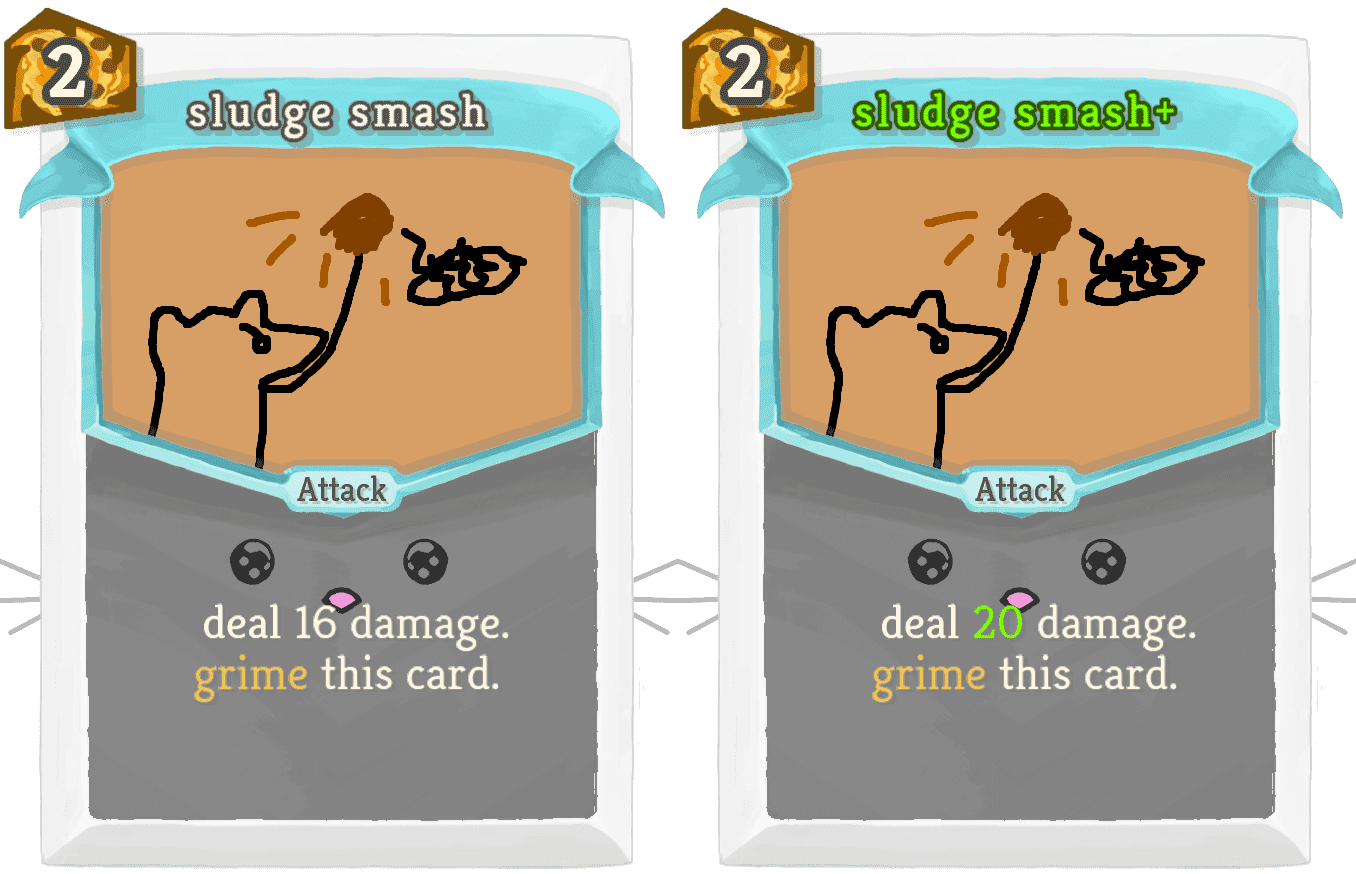 2
sludge smash
Attack
deal 16 damage.
grime this card.
2
sludge smash+
Attack
deal 20 damage.
grime this card.